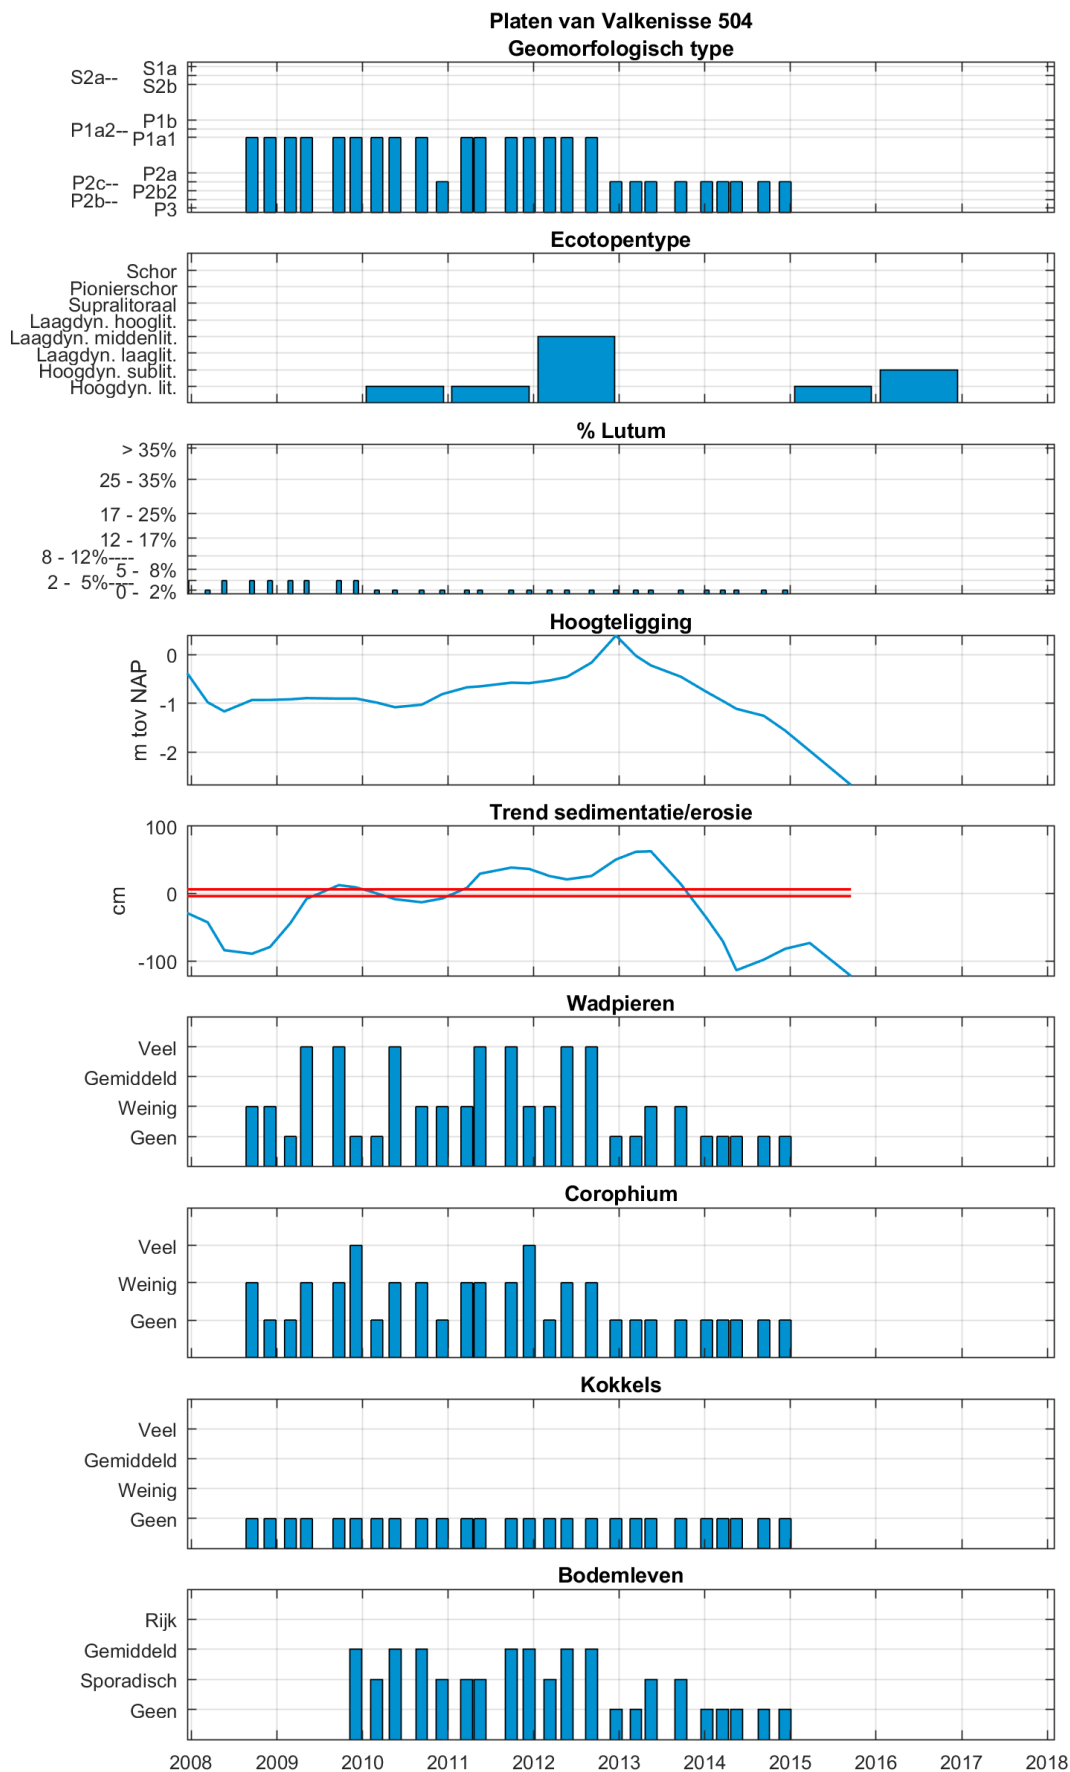 Platen van Valkenisse 504
Geomorfologisch type
S1a
S2a--
S2b
P1b
P1a2--
P1a1
P2a
P2c--
P2b2
P2b--
P3
Ecotopentype
Schor
Pionierschor
Supralitoraal
Laagdyn. hooglit.
Laagdyn. middenlit.
Laagdyn. laaglit.
Hoogdyn. sublit.
Hoogdyn. lit.
% Lutum
> 35%
25 - 35%
17 - 25%
12 - 17%
8 - 12%----
5 - 8%
2 - 5%----
0 - 2%
Hoogteligging
m tov NAP
0
-1
-2
Trend sedimentatie/erosie
cm
100
0
-100
Wadpieren
Veel
Gemiddeld
Weinig
Geen
Corophium
Veel
Weinig
Geen
Kokkels
Veel
Gemiddeld
Weinig
Geen
Bodemleven
Rijk
Gemiddeld
Sporadisch
Geen
2008 2009 2010 2011 2012 2013 2014 2015 2016 2017 2018